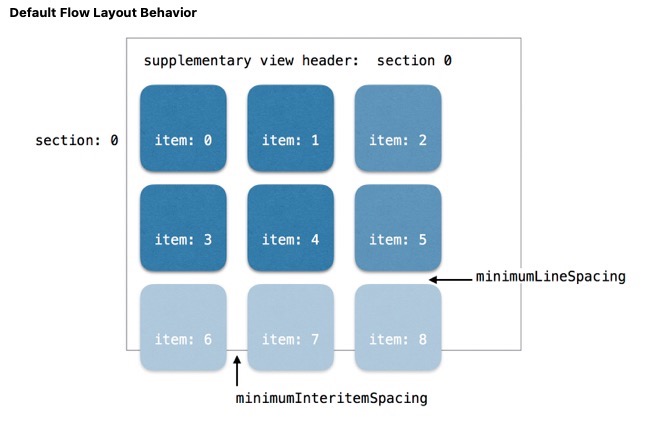 Default Flow Layout Behavior
supplementary view header:  section 0
section: 0
item: 0
item: 1
item: 2
item: 3
item: 4
item: 5
minimumLineSpacing
item: 6
item: 7
item: 8
minimumInteritemSpacing